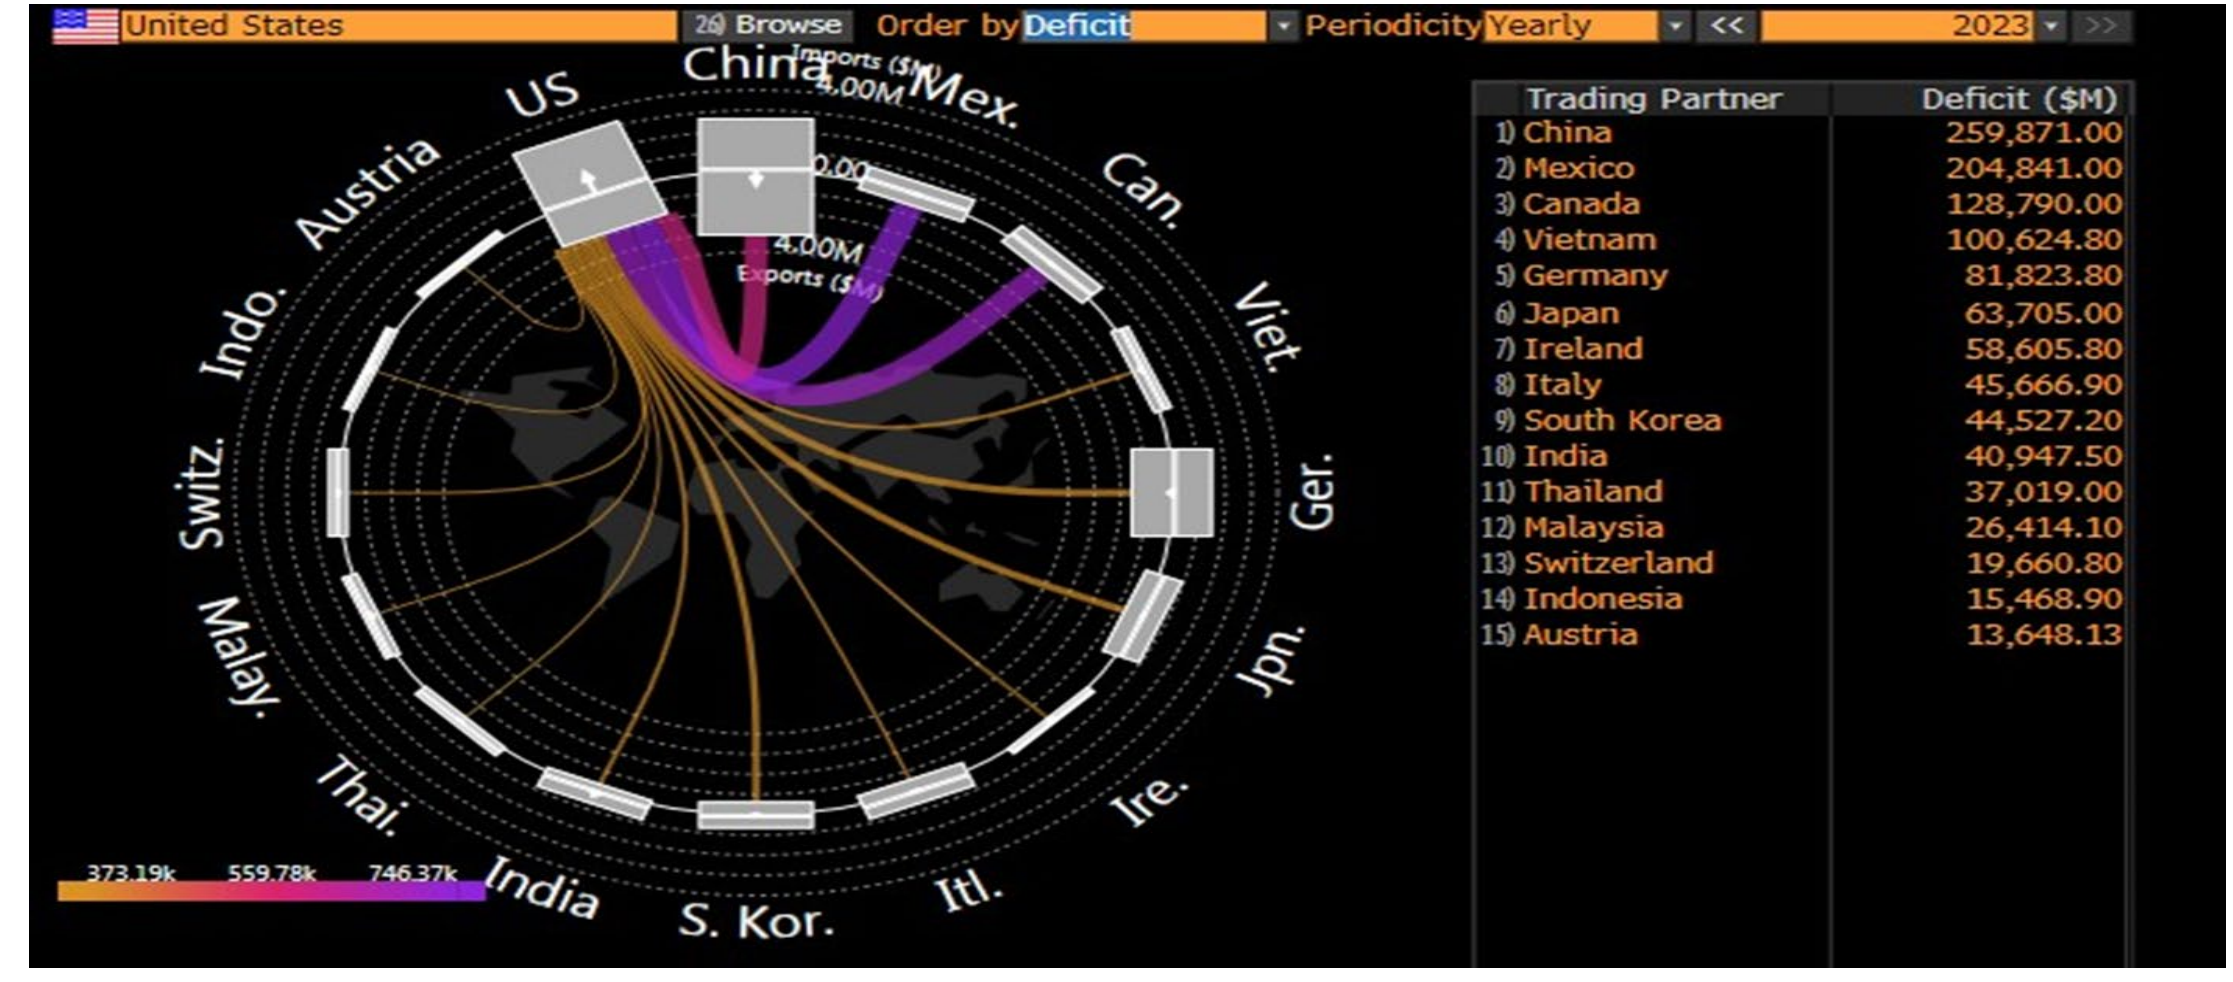 United States 26) Browse Order by Deficit Periodicity Yearly << 2023 >>
Imports ($M)
4.00M
0.00
4.00M
Exports ($M)
US
China
Mex.
Can.
Viet.
Ger.
Jpn.
Ire.
Itl.
S. Kor.
India
Thai.
Malay.
Switz.
Indo.
Austria
373.19k 559.78k 746.37k
Trading Partner Deficit ($M)
1) China 259,871.00
2) Mexico 204,841.00
3) Canada 128,790.00
4) Vietnam 100,624.80
5) Germany 81,823.80
6) Japan 63,705.00
7) Ireland 58,605.80
8) Italy 45,666.90
9) South Korea 44,527.20
10) India 40,947.50
11) Thailand 37,019.00
12) Malaysia 26,414.10
13) Switzerland 19,660.80
14) Indonesia 15,468.90
15) Austria 13,648.13